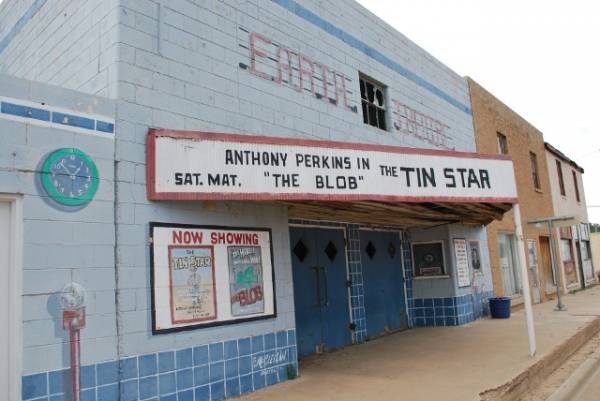 EARTH THEATRE
ANTHONY PERKINS IN THE TIN STAR
SAT. MAT. "THE BLOB"
NOW SHOWING
THE
TIN STAR
THE
BLOB